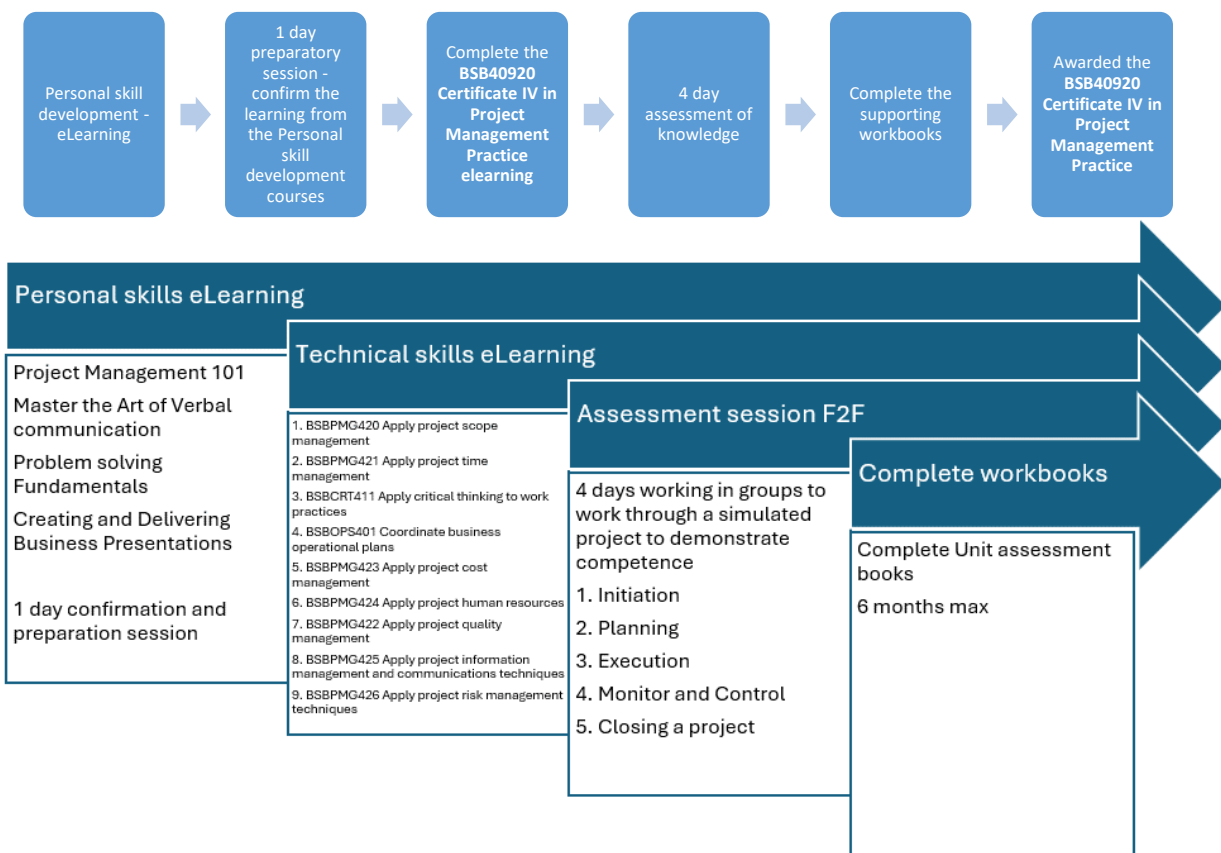 Personal skill
development -
eLearning
1 day
preparatory
session -
confirm the
learning from
the Personal
skill
development
courses
Complete the
BSB40920
Certificate IV in
Project
Management
Practice
elearning
4 day
assessment of
knowledge
Complete the
supporting
workbooks
Awarded the
BSB40920
Certificate IV in
Project
Management
Practice
Personal skills eLearning
Project Management 101
Master the Art of Verbal
communication
Problem solving
Fundamentals
Creating and Delivering
Business Presentations
1 day confirmation and
preparation session
Technical skills eLearning
1. BSBPMG420 Apply project scope
management
2. BSBPMG421 Apply project time
management
3. BSBCRT411 Apply critical thinking to work
practices
4. BSBOPS401 Coordinate business
operational plans
5. BSBPMG423 Apply project cost
management
6. BSBPMG424 Apply project human resources
7. BSBPMG422 Apply project quality
management
8. BSBPMG425 Apply project information
management and communications techniques
9. BSBPMG426 Apply project risk management
techniques
Assessment session F2F
4 days working in groups to
work through a simulated
project to demonstrate
competence
1. Initiation
2. Planning
3. Execution
4. Monitor and Control
5. Closing a project
Complete workbooks
Complete Unit assessment
books
6 months max